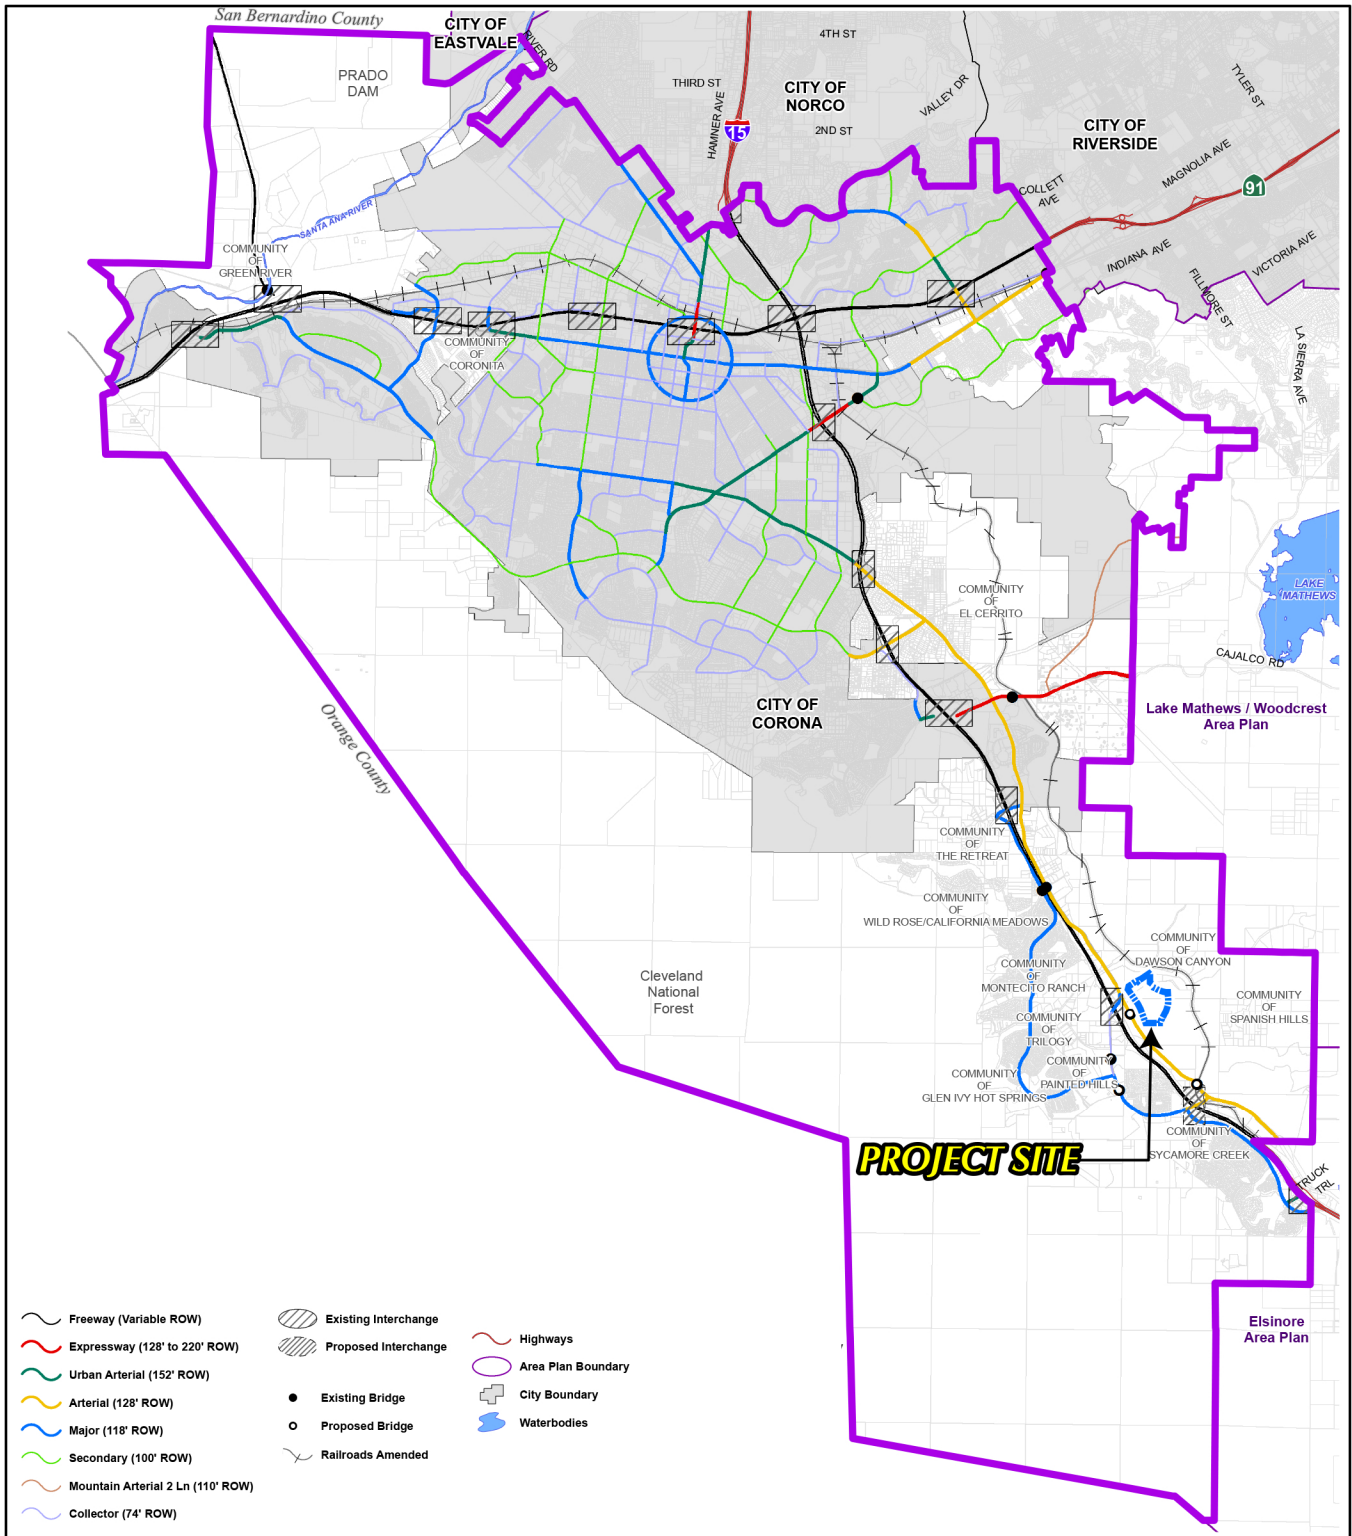 San Bernardino County
CITY OF
EASTVALE
RIVER RD
PRADO
DAM
4TH ST
THIRD ST
CITY OF
NORCO
HAMNER AVE
15
2ND ST
VALLEY DR
TYLER ST
CITY OF
RIVERSIDE
MAGNOLIA AVE
91
COLLETT
AVE
INDIANA AVE
VICTORIA AVE
FILLMORE ST
LA SIERRA AVE
SANTA ANA RIVER
COMMUNITY
OF
GREEN RIVER
COMMUNITY
OF
CORONITA
COMMUNITY
OF
EL CERRITO
LAKE
MATHEWS
CAJALCO RD
CITY OF
CORONA
Lake Mathews / Woodcrest
Area Plan
Orange County
COMMUNITY
OF
THE RETREAT
COMMUNITY
OF
WILD ROSE/CALIFORNIA MEADOWS
COMMUNITY
OF
DAWSON CANYON
COMMUNITY
OF
MONTECITO RANCH
Cleveland
National
Forest
COMMUNITY
OF
SPANISH HILLS
COMMUNITY
OF
TRILOGY
COMMUNITY
OF
PAINTED HILLS
COMMUNITY
OF
GLEN IVY HOT SPRINGS
COMMUNITY
OF
SYCAMORE CREEK
PROJECT SITE
TRUCK
TRL
Elsinore
Area Plan
Freeway (Variable ROW)
Expressway (128' to 220' ROW)
Urban Arterial (152' ROW)
Arterial (128' ROW)
Major (118' ROW)
Secondary (100' ROW)
Mountain Arterial 2 Ln (110' ROW)
Collector (74' ROW)
Existing Interchange
Proposed Interchange
Existing Bridge
Proposed Bridge
Railroads Amended
Highways
Area Plan Boundary
City Boundary
Waterbodies